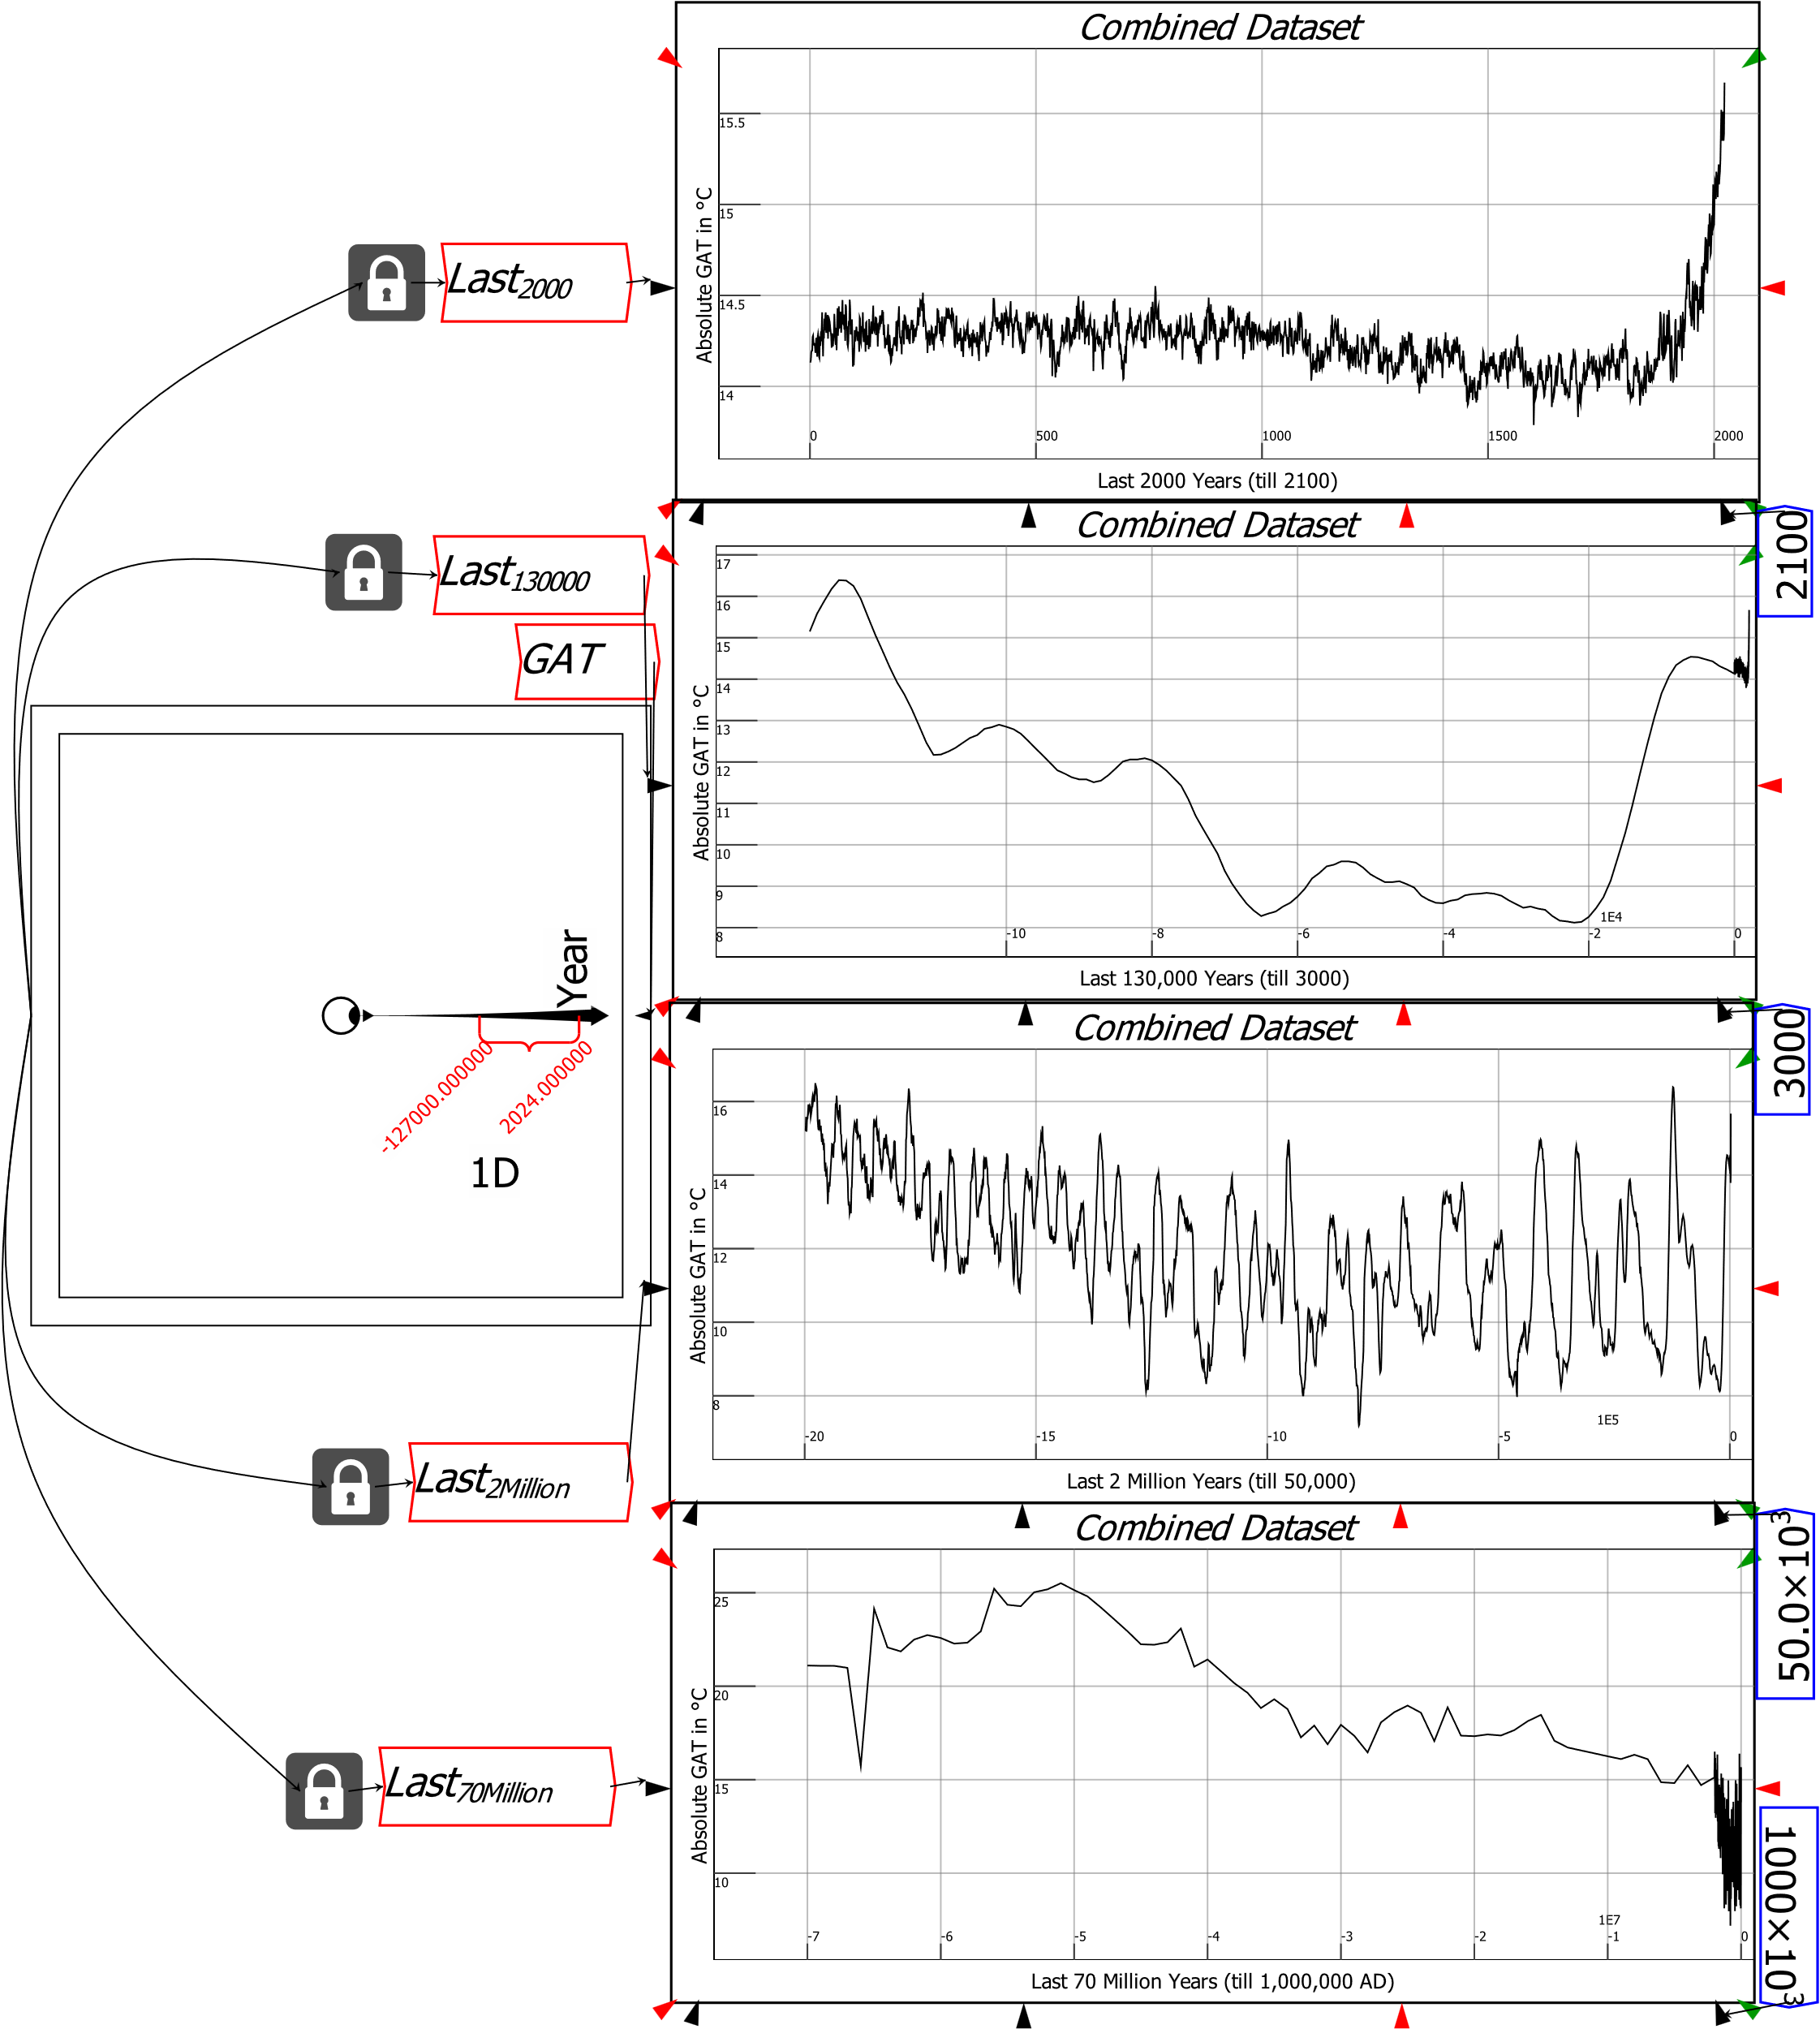 Combined Dataset
Absolute GAT in °C
15.5
15
14.5
14
0 500 1000 1500 2000
Last 2000 Years (till 2100)
Last2000
2100
Combined Dataset
Absolute GAT in °C
17
16
15
14
13
12
11
10
9
8
1E4
-10 -8 -6 -4 -2 0
Last 130,000 Years (till 3000)
Last130000
GAT
Year
-127000.000000
2024.000000
1D
3000
Combined Dataset
Absolute GAT in °C
16
14
12
10
8
1E5
-20 -15 -10 -5 0
Last 2 Million Years (till 50,000)
Last2Million
50.0×10³
Combined Dataset
Absolute GAT in °C
25
20
15
10
1E7
-7 -6 -5 -4 -3 -2 -1 0
Last 70 Million Years (till 1,000,000 AD)
Last70Million
1000×10³